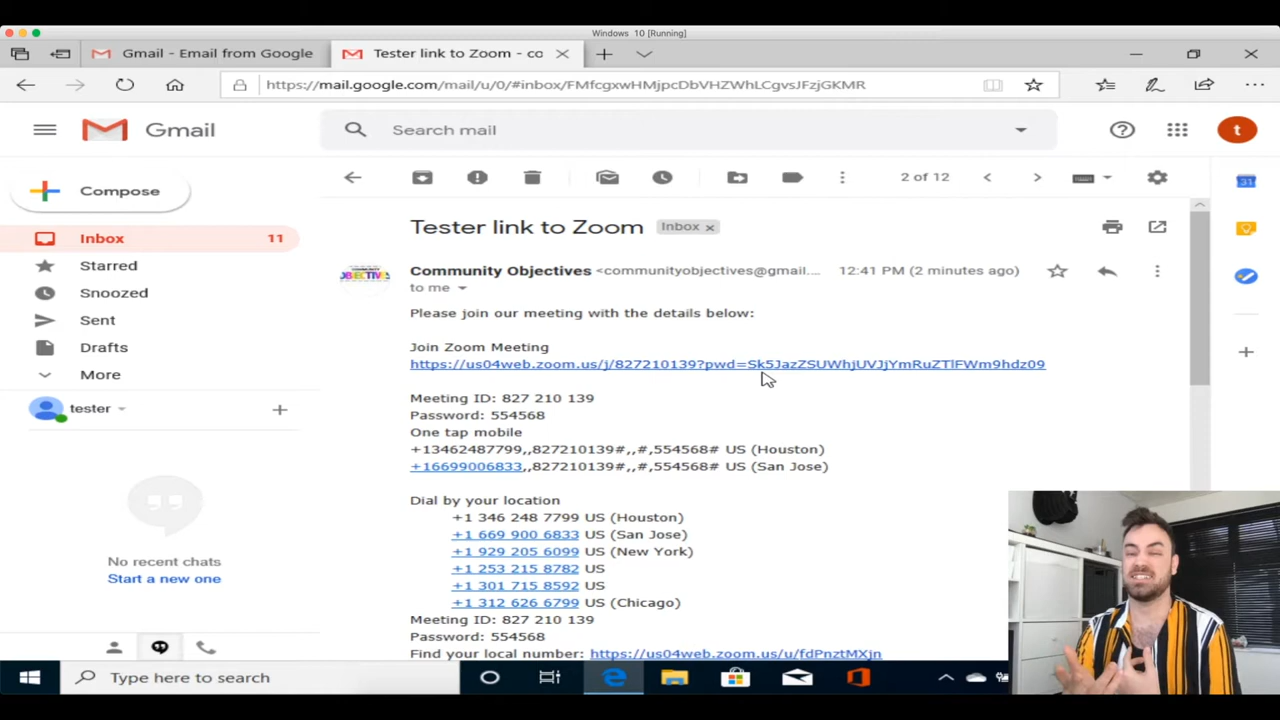 Windows 10 [Running]
Gmail - Email from Google
Tester link to Zoom - co
https://mail.google.com/mail/u/0/#inbox/FMfcgxwHMjpcDbVHZWhLCgvsJFzjGKMR
Gmail
Search mail
t
Compose
2 of 12
31
Inbox 11
Starred
Snoozed
Sent
Drafts
More
tester
No recent chats
Start a new one
Tester link to Zoom Inbox x
COMMUNITY
OBJECTIVES
Community Objectives <communityobjectives@gmail.... 12:41 PM (2 minutes ago)
to me
Please join our meeting with the details below:
Join Zoom Meeting
https://us04web.zoom.us/j/827210139?pwd=Sk5JazZSUWhjUVJjYmRuZTlFWm9hdz09
Meeting ID: 827 210 139
Password: 554568
One tap mobile
+13462487799,,827210139#,,#,554568# US (Houston)
+16699006833,,827210139#,,#,554568# US (San Jose)
Dial by your location
+1 346 248 7799 US (Houston)
+1 669 900 6833 US (San Jose)
+1 929 205 6099 US (New York)
+1 253 215 8782 US
+1 301 715 8592 US
+1 312 626 6799 US (Chicago)
Meeting ID: 827 210 139
Password: 554568
Find your local number: https://us04web.zoom.us/u/fdPnztMXjn
Type here to search